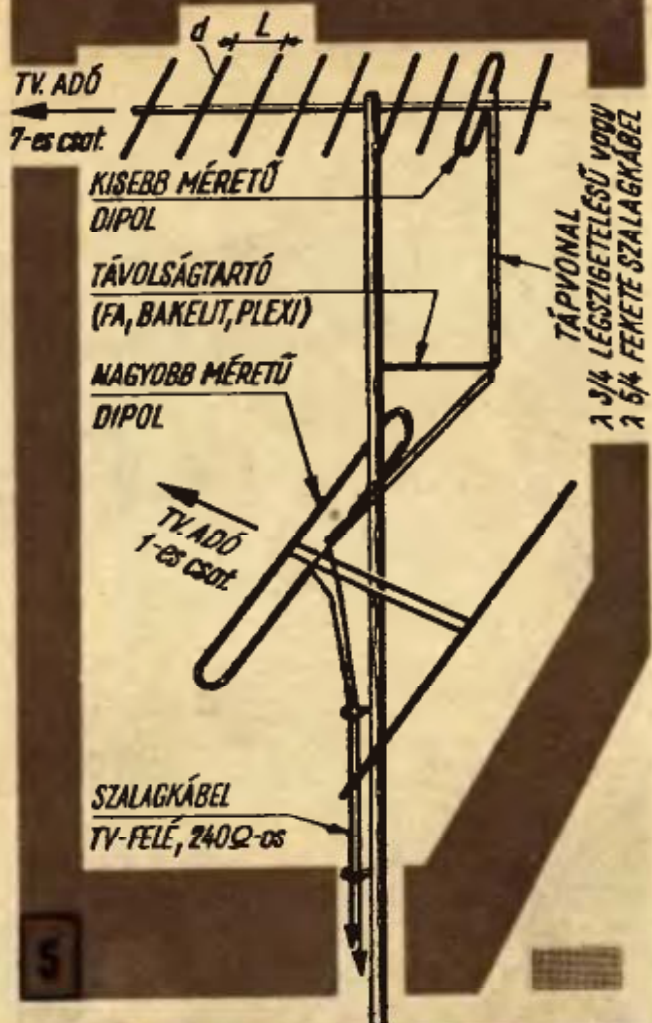 d
L
TV. ADÓ
7-es csat.
KISEBB MÉRETŰ
DIPOL
TÁVOLSÁGTARTÓ
(FA, BAKELIT, PLEXI)
NAGYOBB MÉRETŰ
DIPOL
TÁPVONAL
λ 3/4 LÉGSZIGETELÉSŰ vagy
λ 5/4 FEKETE SZALAGKÁBEL
TV. ADÓ
1-es csat.
SZALAGKÁBEL
TV-FELÉ, 240Ω-os
5